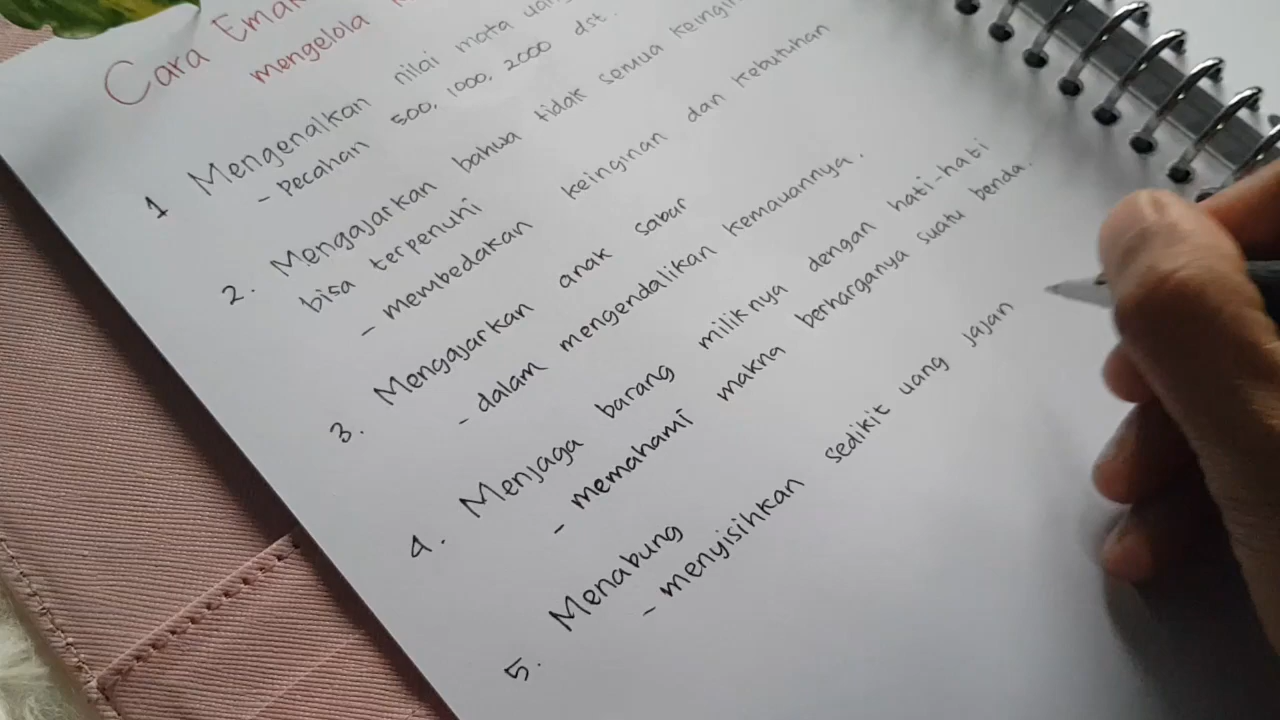 Cara Emak
mengelola
1 Mengenalkan nilai mata uang
- Pecahan 500, 1000, 2000 dst.
2. Mengajarkan bahwa tidak semua
bisa terpenuhi
- membedakan keinginan dan kebutuhan
3. Mengajarkan anak sabar
- dalam mengendalikan kemauannya.
4. Menjaga barang miliknya dengan hati-hati
- memahami makna berharganya suatu benda.
5. Menabung
- menyisihkan sedikit uang jajan